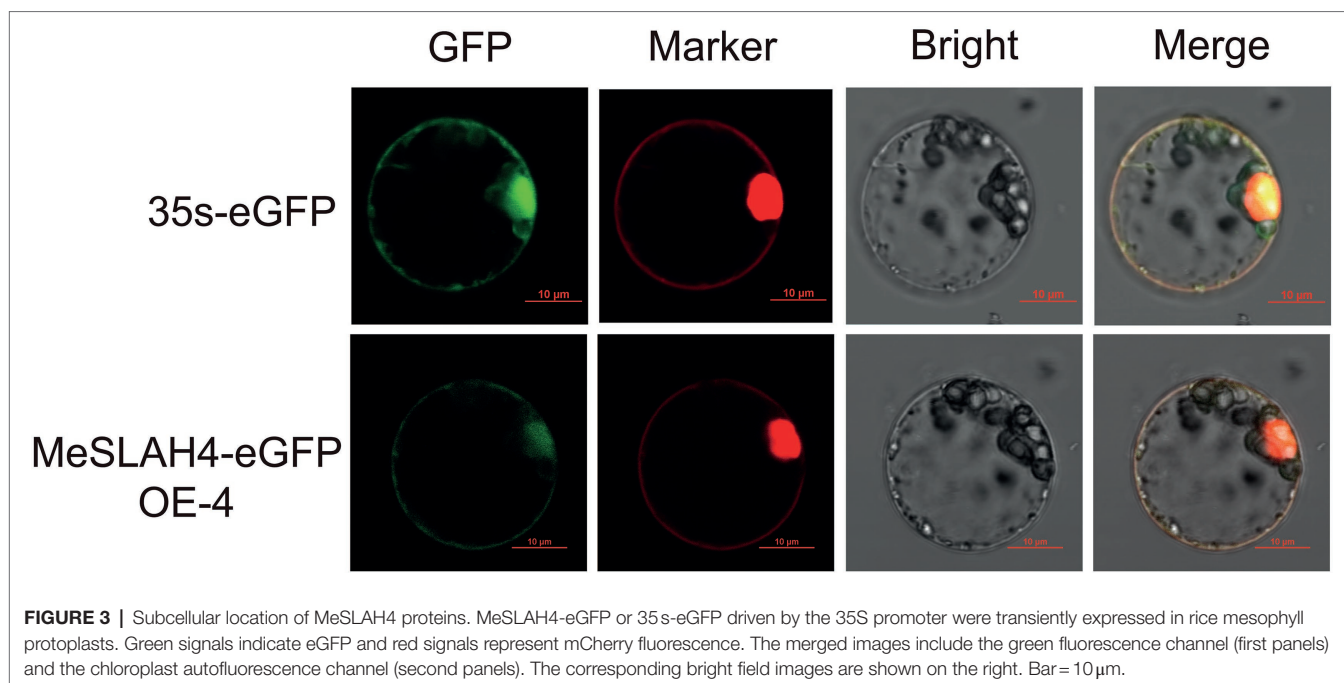 GFP Marker Bright Merge
35s-eGFP
10 µm 10 µm 10 µm 10 µm
MeSLAH4-eGFP
OE-4
10 µm 10 µm 10 µm 10 µm
FIGURE 3 | Subcellular location of MeSLAH4 proteins. MeSLAH4-eGFP or 35s-eGFP driven by the 35S promoter were transiently expressed in rice mesophyll
protoplasts. Green signals indicate eGFP and red signals represent mCherry fluorescence. The merged images include the green fluorescence channel (first panels)
and the chloroplast autofluorescence channel (second panels). The corresponding bright field images are shown on the right. Bar=10µm.